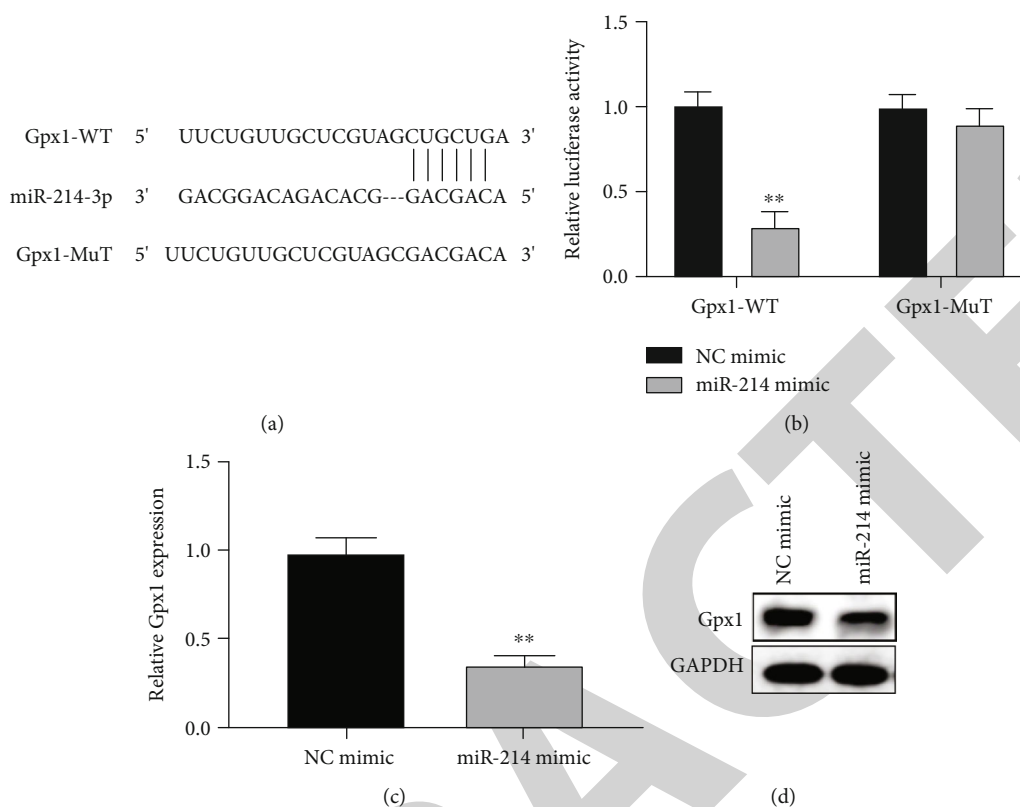 Gpx1-WT 5' UUCUGUUGCUCGUAGCUGCUGA 3'
miR-214-3p 3' GACGGACAGACACG---GACGACA 5'
Gpx1-MuT 5' UUCUGUUGCUCGUAGCGACGACA 3'
(a)
Relative luciferase activity
1.5
1.0
0.5
0.0
**
Gpx1-WT Gpx1-MuT
NC mimic
miR-214 mimic
(b)
Relative Gpx1 expression
1.5
1.0
0.5
0.0
**
NC mimic miR-214 mimic
(c)
NC mimic
miR-214 mimic
Gpx1
GAPDH
(d)